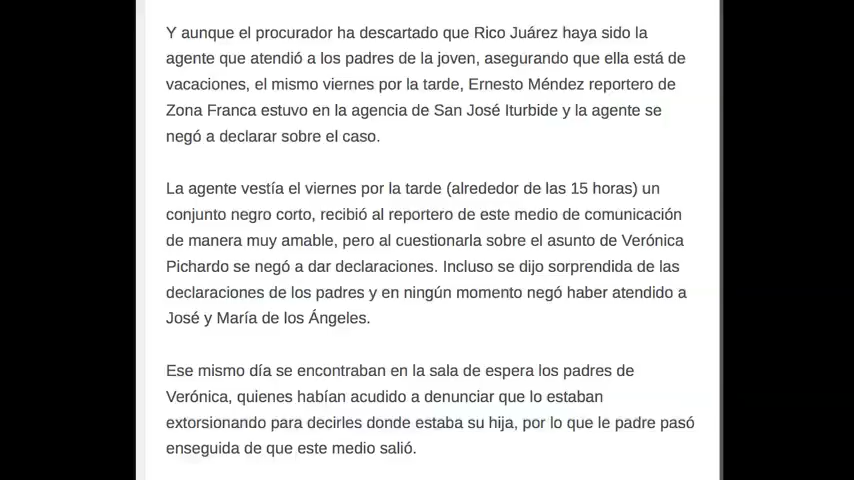 Y aunque el procurador ha descartado que Rico Juárez haya sido la
agente que atendió a los padres de la joven, asegurando que ella está de
vacaciones, el mismo viernes por la tarde, Ernesto Méndez reportero de
Zona Franca estuvo en la agencia de San José Iturbide y la agente se
negó a declarar sobre el caso.
La agente vestía el viernes por la tarde (alrededor de las 15 horas) un
conjunto negro corto, recibió al reportero de este medio de comunicación
de manera muy amable, pero al cuestionarla sobre el asunto de Verónica
Pichardo se negó a dar declaraciones. Incluso se dijo sorprendida de las
declaraciones de los padres y en ningún momento negó haber atendido a
José y María de los Ángeles.
Ese mismo día se encontraban en la sala de espera los padres de
Verónica, quienes habían acudido a denunciar que lo estaban
extorsionando para decirles donde estaba su hija, por lo que le padre pasó
enseguida de que este medio salió.